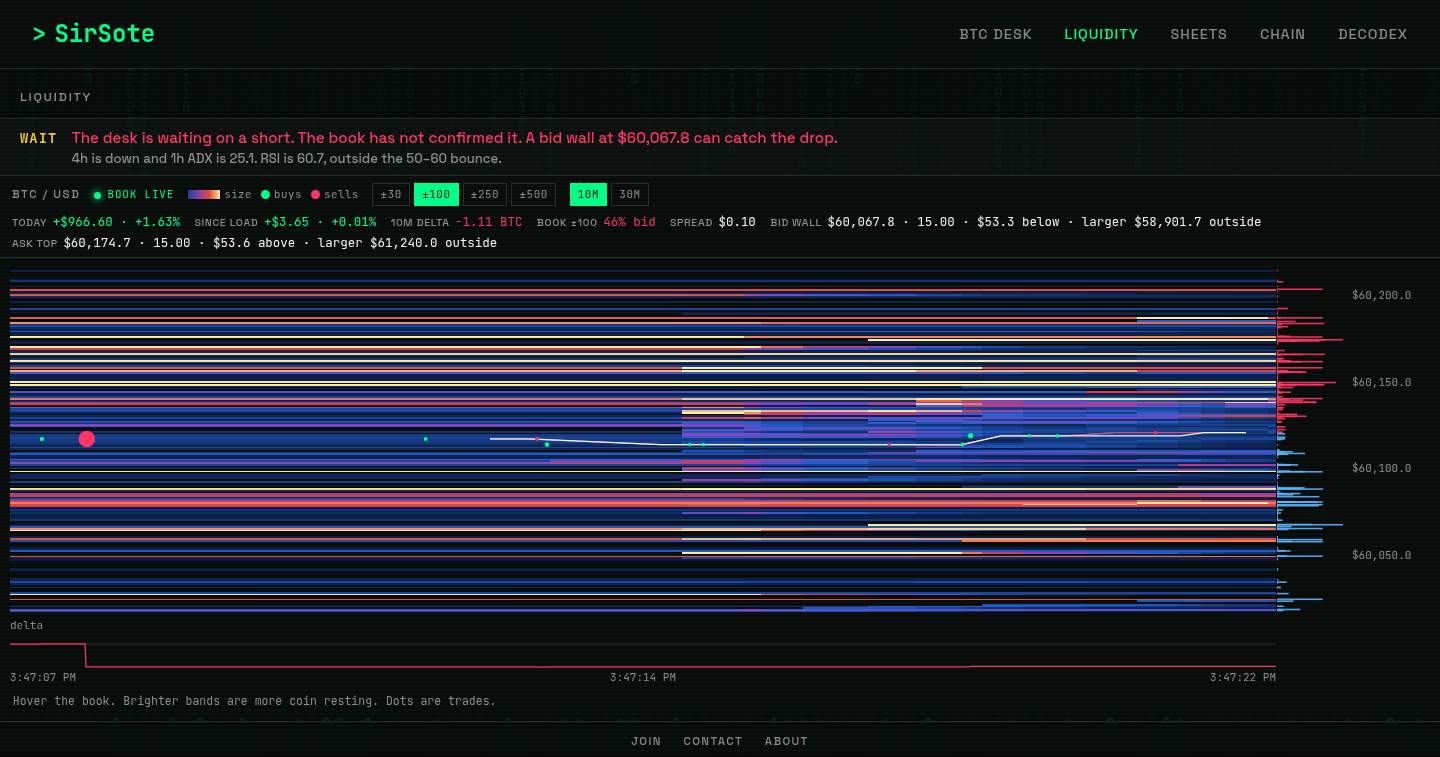 > SirSote
BTC DESK LIQUIDITY SHEETS CHAIN DECODEX
LIQUIDITY
WAIT The desk is waiting on a short. The book has not confirmed it. A bid wall at $60,067.8 can catch the drop.
4h is down and 1h ADX is 25.1. RSI is 60.7, outside the 50–60 bounce.
BTC / USD BOOK LIVE size buys sells ±30 ±100 ±250 ±500 10M 30M
TODAY +$966.60 · +1.63% SINCE LOAD +$3.65 · +0.01% 10M DELTA -1.11 BTC BOOK ±100 46% bid SPREAD $0.10 BID WALL $60,067.8 · 15.00 · $53.3 below · larger $58,901.7 outside
ASK TOP $60,174.7 · 15.00 · $53.6 above · larger $61,240.0 outside
$60,200.0
$60,150.0
$60,100.0
$60,050.0
delta
3:47:07 PM 3:47:14 PM 3:47:22 PM
Hover the book. Brighter bands are more coin resting. Dots are trades.
JOIN CONTACT ABOUT